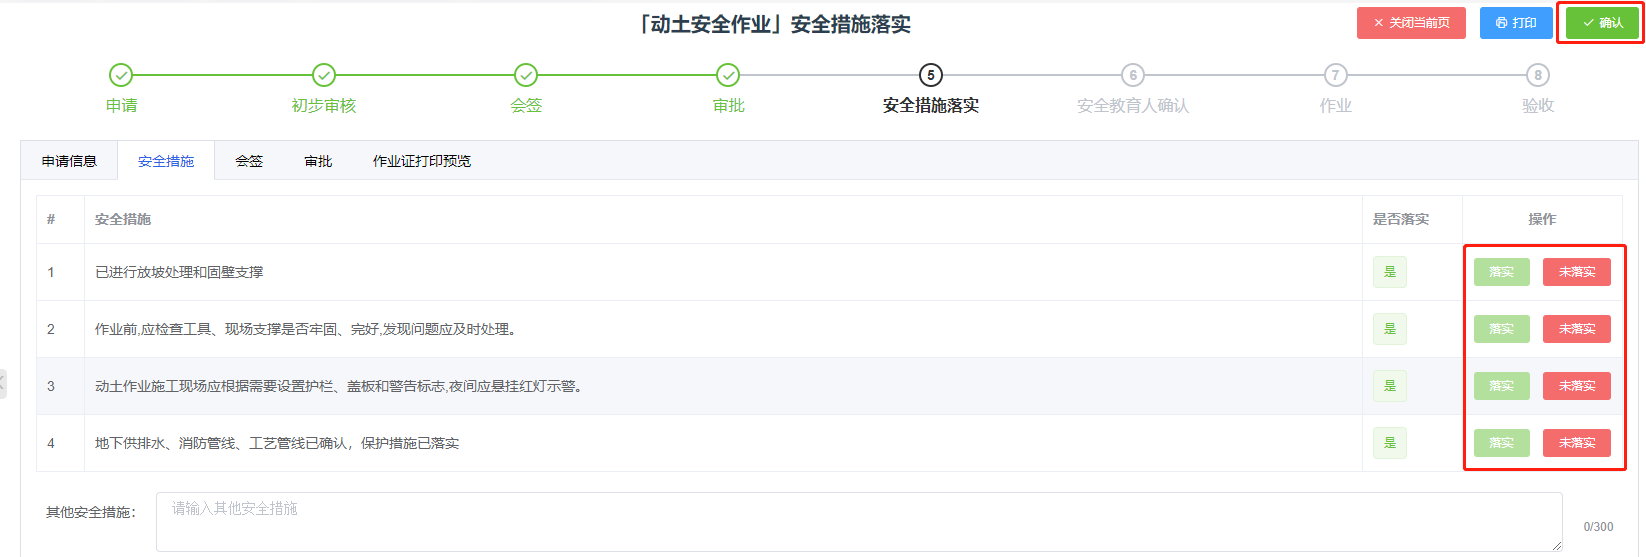 「动土安全作业」安全措施落实
关闭当前页
打印
确认
5
6
7
8
申请
初步审核
会签
审批
安全措施落实
安全教育人确认
作业
验收
申请信息
安全措施
会签
审批
作业证打印预览
#
安全措施
是否落实
操作
1
已进行放坡处理和固壁支撑
是
落实
未落实
2
作业前,应检查工具、现场支撑是否牢固、完好,发现问题应及时处理。
是
落实
未落实
3
动土作业施工现场应根据需要设置护栏、盖板和警告标志,夜间应悬挂红灯示警。
是
落实
未落实
4
地下供排水、消防管线、工艺管线已确认，保护措施已落实
是
落实
未落实
其他安全措施：
请输入其他安全措施
0/300